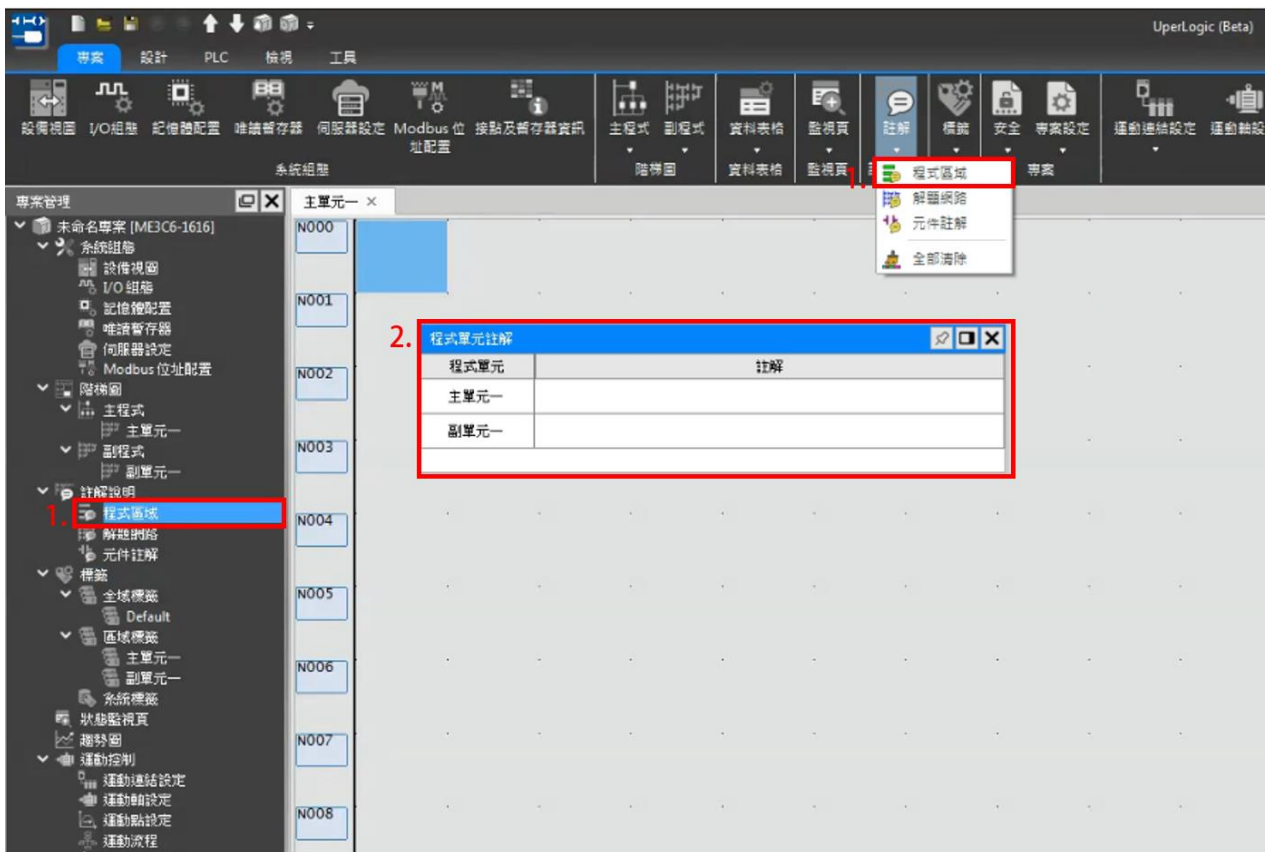 UperLogic (Beta)
專案 設計 PLC 檢視 工具
設備視圖 I/O組態 記憶體配置 唯讀暫存器 伺服器設定 Modbus 位址配置 接點及暫存器資訊 主程式 副程式 資料表格 監視頁 註解 標籤 安全 專案設定 運動連結設定 運動軸設
系統組態 階梯圖 資料表格 監視頁 專案
1. 程式區域
解題網路
元件註解
全部清除
專案管理
主單元一 ×
未命名專案 [ME3C6-1616]
系統組態
設備視圖
I/O 組態
記憶體配置
唯讀暫存器
伺服器設定
Modbus 位址配置
階梯圖
主程式
主單元一
副程式
副單元一
註解說明
1. 程式區域
解題網路
元件註解
標籤
全域標籤
Default
區域標籤
主單元一
副單元一
系統標籤
狀態監視頁
趨勢圖
運動控制
運動連結設定
運動軸設定
運動點設定
運動流程
N000
N001
N002
N003
N004
N005
N006
N007
N008
2. 程式單元註解
程式單元 註解
主單元一
副單元一